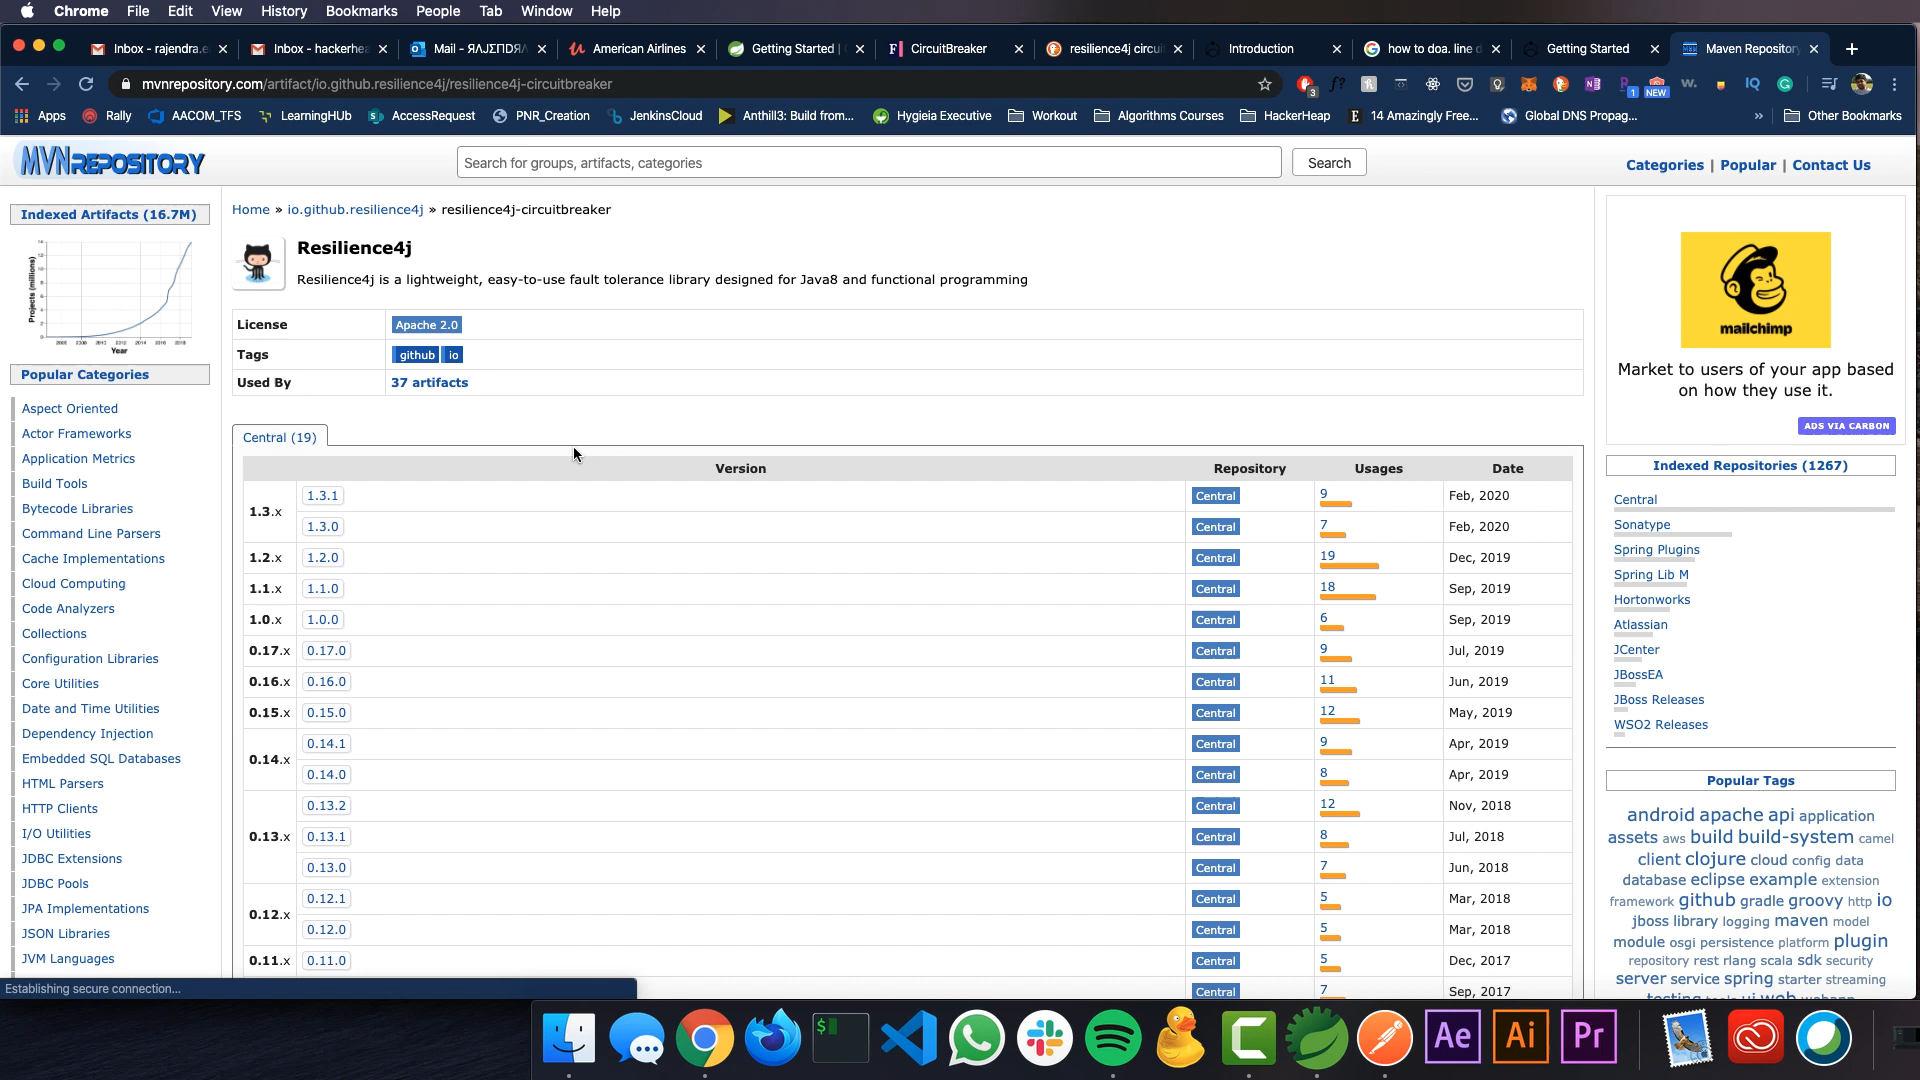 Chrome File Edit View History Bookmarks People Tab Window Help
Inbox - rajendra.e
Inbox - hackerhea
Mail - ЯΛJΣПDЯΛ
American Airlines
Getting Started |
CircuitBreaker
resilience4j circui
Introduction
how to doa. line d
Getting Started
Maven Repository
mvnrepository.com/artifact/io.github.resilience4j/resilience4j-circuitbreaker
3
1
NEW
Apps Rally AACOM_TFS LearningHUb AccessRequest PNR_Creation JenkinsCloud Anthill3: Build from... Hygieia Executive Workout Algorithms Courses HackerHeap 14 Amazingly Free... Global DNS Propag... » Other Bookmarks
MVNREPOSITORY
Search for groups, artifacts, categories
Search
Categories | Popular | Contact Us
Indexed Artifacts (16.7M)
Projects (millions)
Year
Popular Categories
Aspect Oriented
Actor Frameworks
Application Metrics
Build Tools
Bytecode Libraries
Command Line Parsers
Cache Implementations
Cloud Computing
Code Analyzers
Collections
Configuration Libraries
Core Utilities
Date and Time Utilities
Dependency Injection
Embedded SQL Databases
HTML Parsers
HTTP Clients
I/O Utilities
JDBC Extensions
JDBC Pools
JPA Implementations
JSON Libraries
JVM Languages
Home » io.github.resilience4j » resilience4j-circuitbreaker
Resilience4j
Resilience4j is a lightweight, easy-to-use fault tolerance library designed for Java8 and functional programming
License Apache 2.0
Tags github io
Used By 37 artifacts
Central (19)
Version Repository Usages Date
1.3.x 1.3.1 Central 9 Feb, 2020
1.3.0 Central 7 Feb, 2020
1.2.x 1.2.0 Central 19 Dec, 2019
1.1.x 1.1.0 Central 18 Sep, 2019
1.0.x 1.0.0 Central 6 Sep, 2019
0.17.x 0.17.0 Central 9 Jul, 2019
0.16.x 0.16.0 Central 11 Jun, 2019
0.15.x 0.15.0 Central 12 May, 2019
0.14.x 0.14.1 Central 9 Apr, 2019
0.14.0 Central 8 Apr, 2019
0.13.x 0.13.2 Central 12 Nov, 2018
0.13.1 Central 8 Jul, 2018
0.13.0 Central 7 Jun, 2018
0.12.x 0.12.1 Central 5 Mar, 2018
0.12.0 Central 5 Mar, 2018
0.11.x 0.11.0 Central 5 Dec, 2017
Central 7 Sep, 2017
mailchimp
Market to users of your app based
on how they use it.
ADS VIA CARBON
Indexed Repositories (1267)
Central
Sonatype
Spring Plugins
Spring Lib M
Hortonworks
Atlassian
JCenter
JBossEA
JBoss Releases
WSO2 Releases
Popular Tags
android apache api application
assets aws build build-system camel
client clojure cloud config data
database eclipse example extension
framework github gradle groovy http io
jboss library logging maven model
module osgi persistence platform plugin
repository rest rlang scala sdk security
server service spring starter streaming
testing tools ui web webapp
Establishing secure connection...
$
Ae Ai Pr